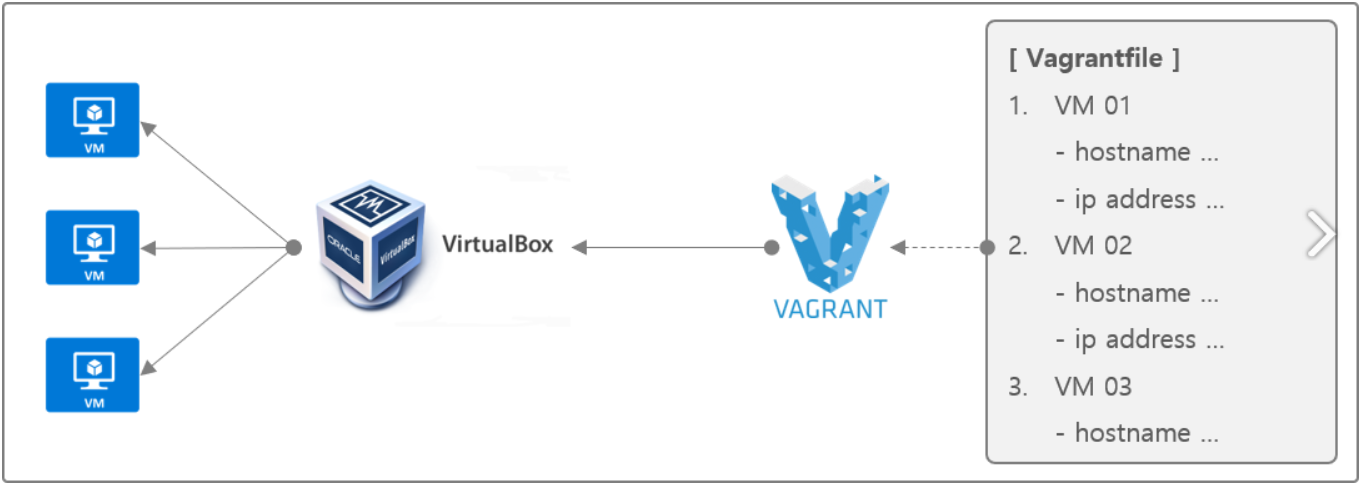 VM
VM
VM
ORACLE
VirtualBox
VirtualBox
VAGRANT
[ Vagrantfile ]
1. VM 01
- hostname ...
- ip address ...
2. VM 02
- hostname ...
- ip address ...
3. VM 03
- hostname ...